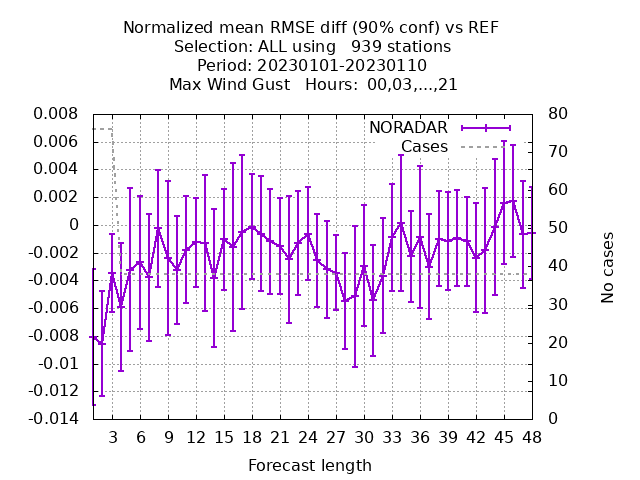 Normalized mean RMSE diff (90% conf) vs REF
Selection: ALL using   939 stations
Period: 20230101-20230110
Max Wind Gust   Hours:  00,03,...,21
NORADAR
Cases
0.008
0.006
0.004
0.002
0
-0.002
-0.004
-0.006
-0.008
-0.01
-0.012
-0.014
80
70
60
50
40
30
20
10
0
No cases
3 6 9 12 15 18 21 24 27 30 33 36 39 42 45 48
Forecast length